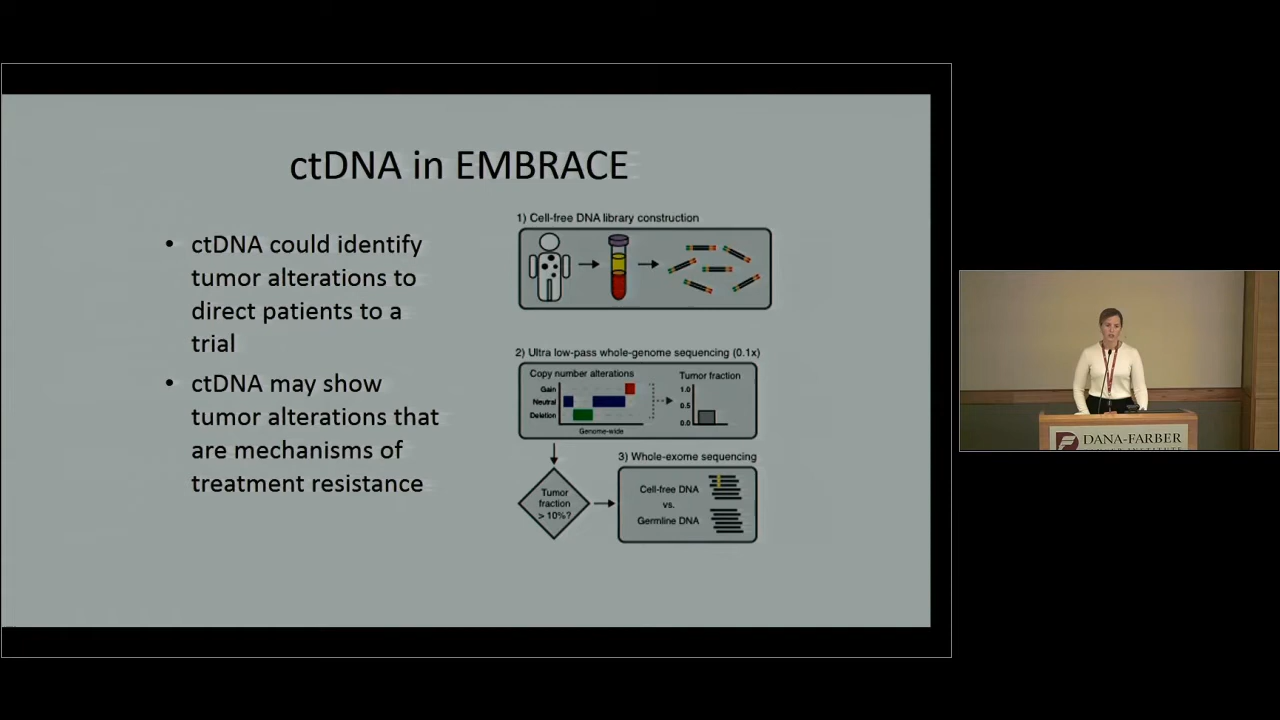 ctDNA in EMBRACE
• ctDNA could identify
tumor alterations to
direct patients to a
trial
• ctDNA may show
tumor alterations that
are mechanisms of
treatment resistance
1) Cell-free DNA library construction
2) Ultra low-pass whole-genome sequencing (0.1x)
Copy number alterations
Gain
Neutral
Deletion
Genome-wide
Tumor fraction
1.0
0.5
0.0
Tumor
fraction
> 10%?
3) Whole-exome sequencing
Cell-free DNA
vs.
Germline DNA
DANA-FARBER